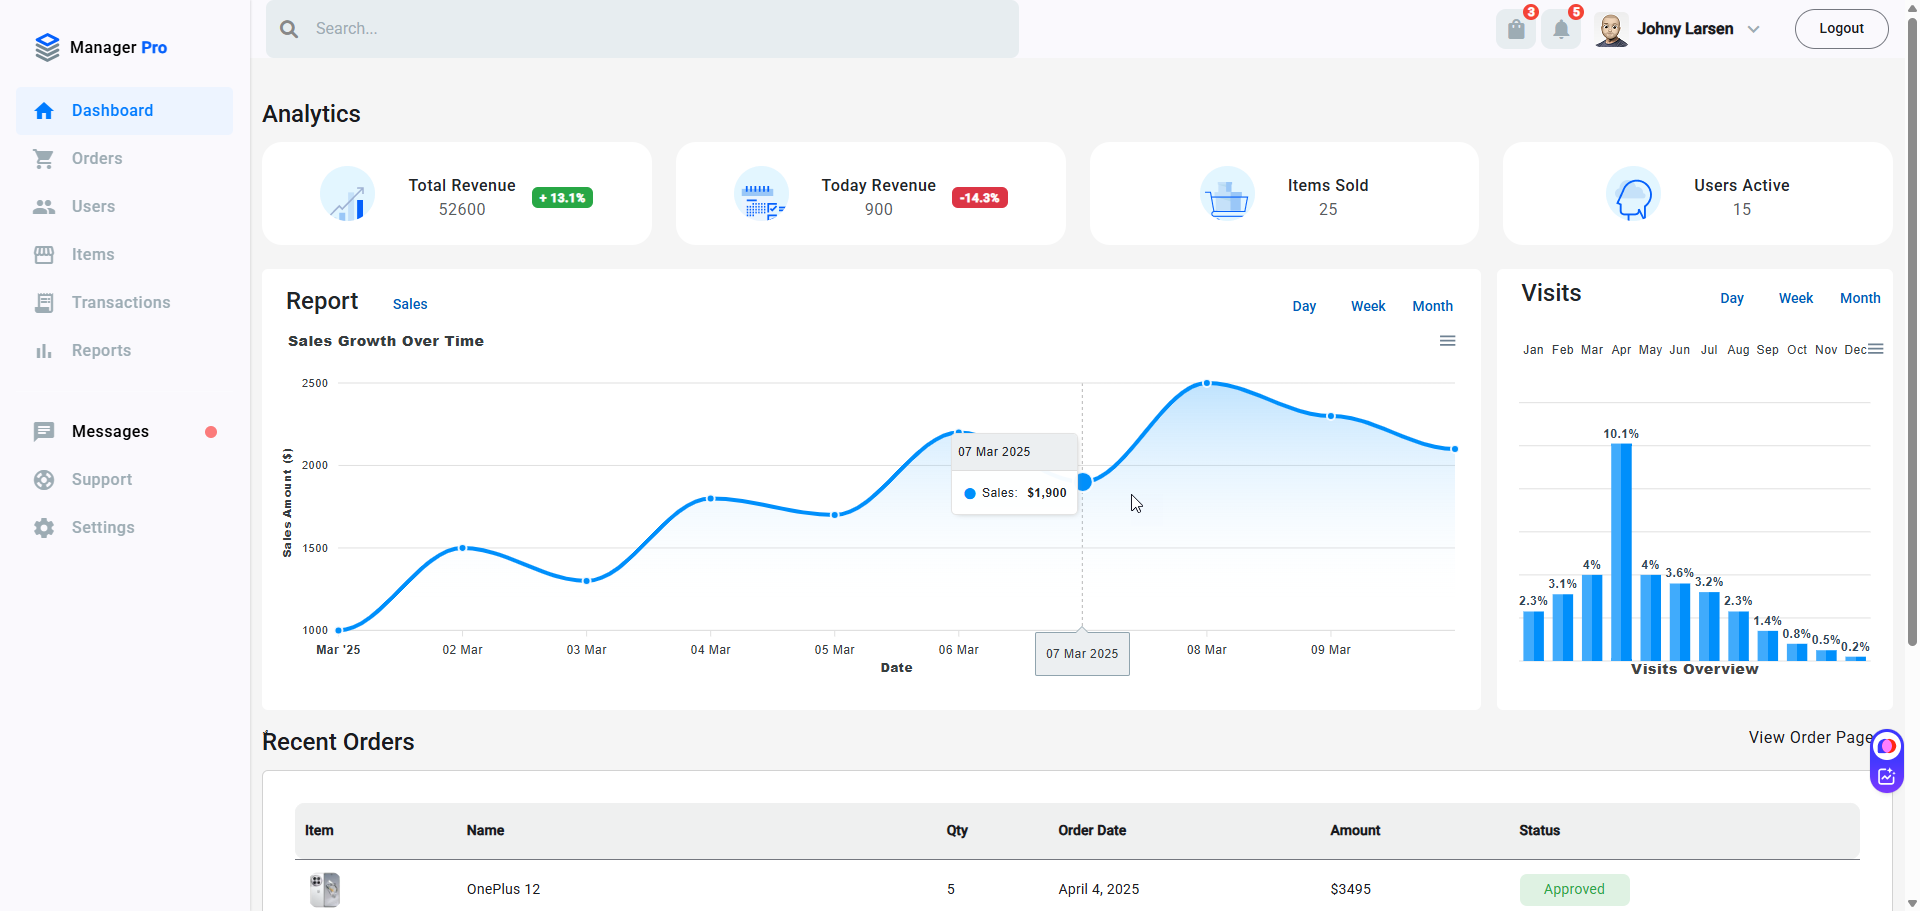 Manager Pro
Search...
3
5
Johny Larsen
Logout
Dashboard
Orders
Users
Items
Transactions
Reports
Messages
Support
Settings
Analytics
Total Revenue
52600
+ 13.1%
Today Revenue
900
-14.3%
Items Sold
25
Users Active
15
Report
Sales
Day
Week
Month
Sales Growth Over Time
2500
2000
1500
1000
Sales Amount ($)
07 Mar 2025
Sales: $1,900
Mar '25
02 Mar
03 Mar
04 Mar
05 Mar
06 Mar
07 Mar 2025
08 Mar
09 Mar
Date
Visits
Day
Week
Month
Jan Feb Mar Apr May Jun Jul Aug Sep Oct Nov Dec
2.3%
3.1%
4%
10.1%
4%
3.6%
3.2%
2.3%
1.4%
0.8%
0.5%
0.2%
Visits Overview
Recent Orders
View Order Page
Item Name Qty Order Date Amount Status
OnePlus 12 5 April 4, 2025 $3495 Approved